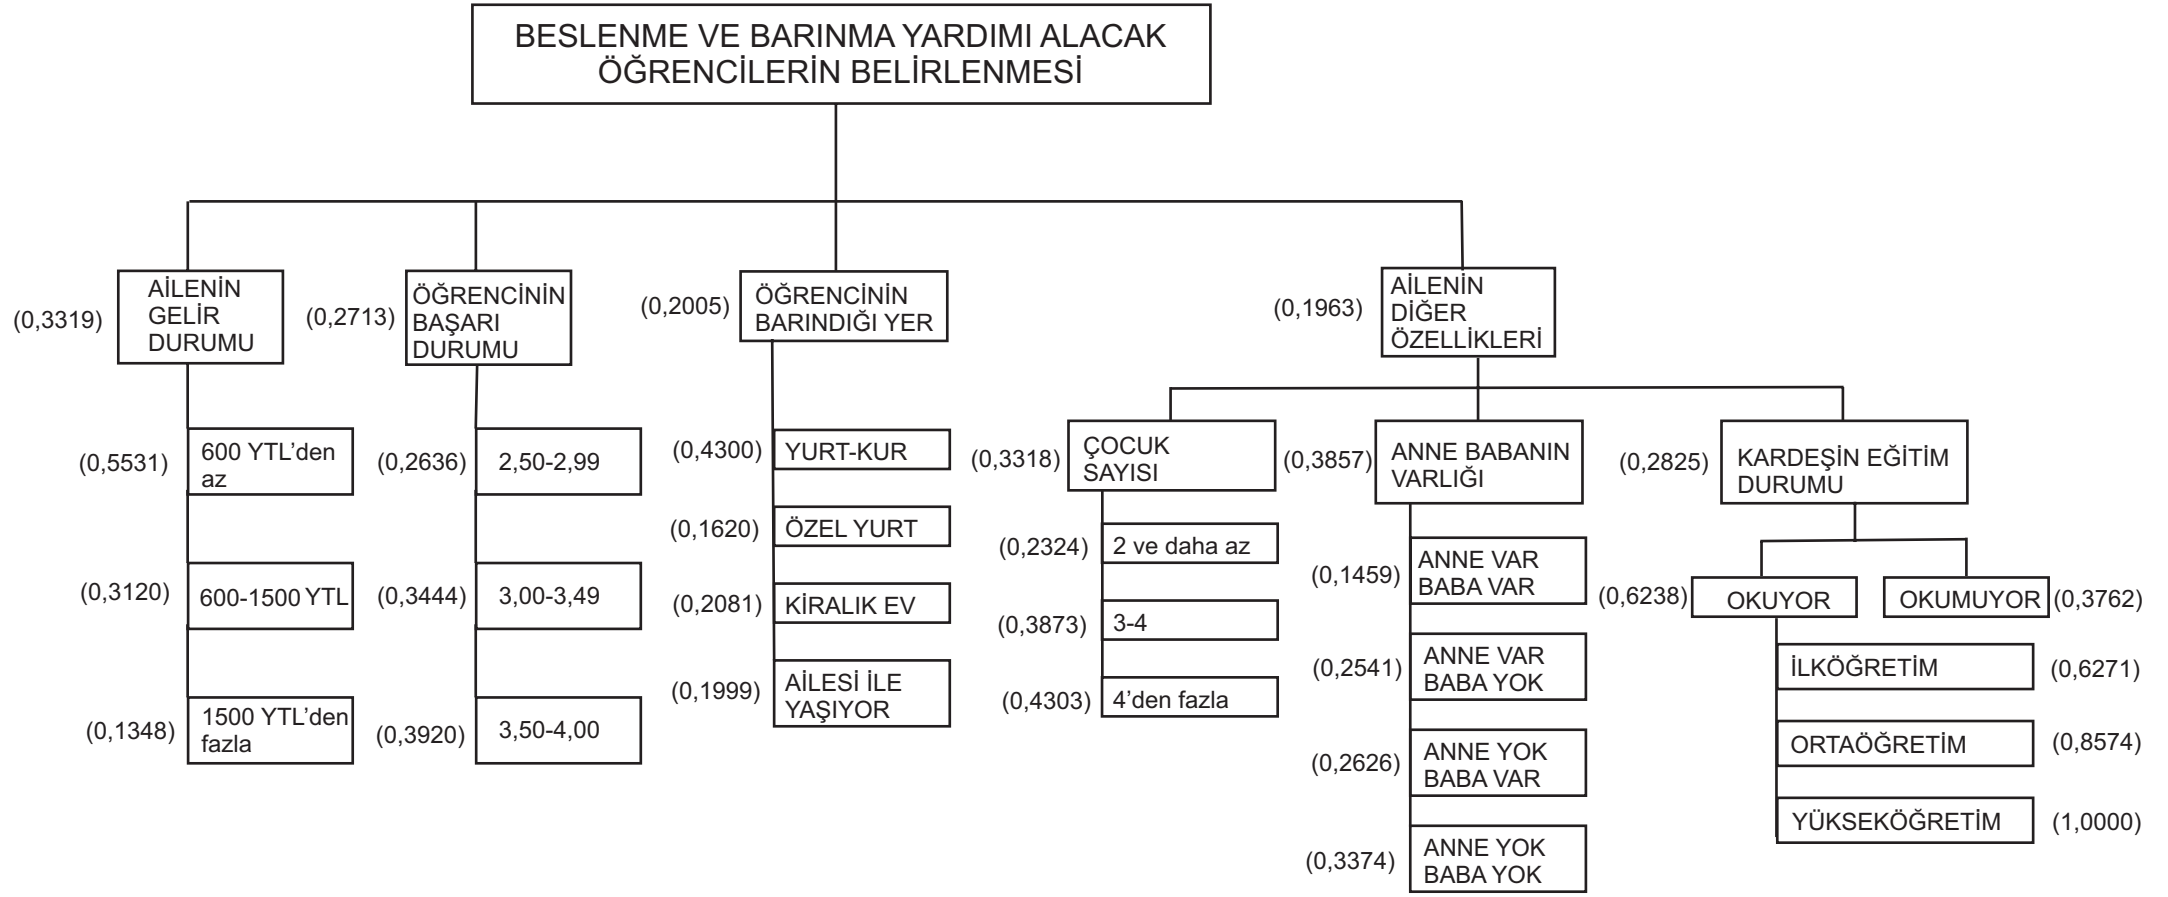 BESLENME VE BARINMA YARDIMI ALACAK
ÖĞRENCİLERİN BELİRLENMESİ
(0,3319)
AİLENİN
GELİR
DURUMU
(0,5531)
600 YTL’den
az
(0,3120)
600-1500 YTL
(0,1348)
1500 YTL’den
fazla
(0,2713)
ÖĞRENCİNİN
BAŞARI
DURUMU
(0,2636)
2,50-2,99
(0,3444)
3,00-3,49
(0,3920)
3,50-4,00
(0,2005)
ÖĞRENCİNİN
BARINDIĞI YER
(0,4300)
YURT-KUR
(0,1620)
ÖZEL YURT
(0,2081)
KİRALIK EV
(0,1999)
AİLESİ İLE
YAŞIYOR
(0,1963)
AİLENİN
DİĞER
ÖZELLİKLERİ
(0,3318)
ÇOCUK
SAYISI
(0,2324)
2 ve daha az
(0,3873)
3-4
(0,4303)
4’den fazla
(0,3857)
ANNE BABANIN
VARLIĞI
(0,1459)
ANNE VAR
BABA VAR
(0,2541)
ANNE VAR
BABA YOK
(0,2626)
ANNE YOK
BABA VAR
(0,3374)
ANNE YOK
BABA YOK
(0,2825)
KARDEŞİN EĞİTİM
DURUMU
(0,6238)
OKUYOR
OKUMUYOR
(0,3762)
İLKÖĞRETİM
(0,6271)
ORTAÖĞRETİM
(0,8574)
YÜKSEKÖĞRETİM
(1,0000)